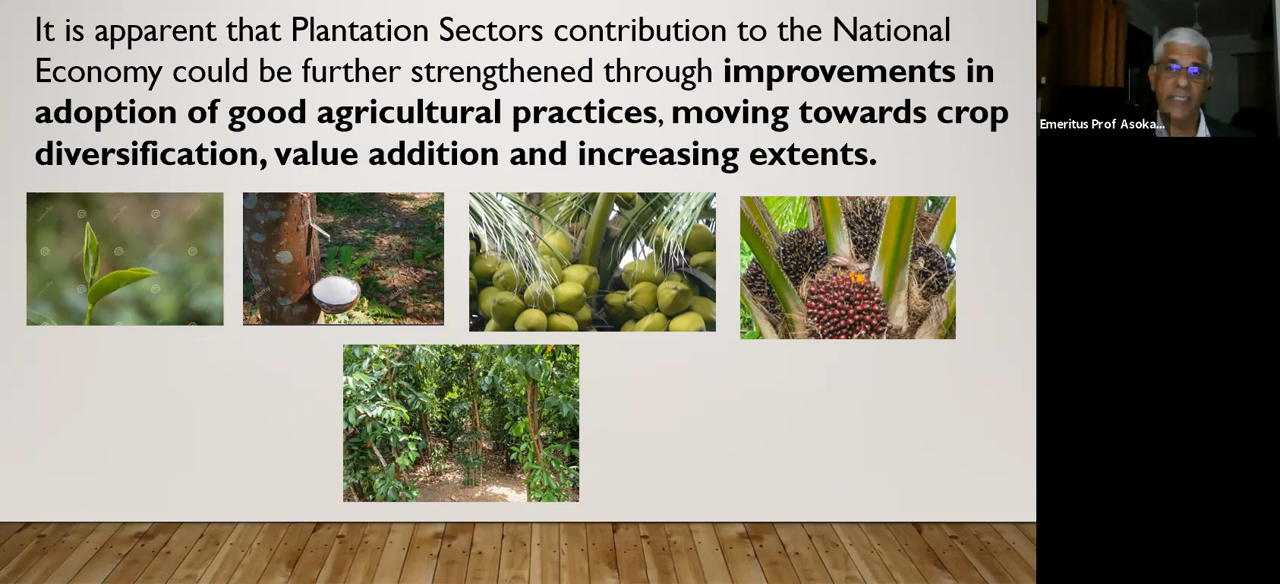 It is apparent that Plantation Sectors contribution to the National
Economy could be further strengthened through improvements in
adoption of good agricultural practices, moving towards crop
diversification, value addition and increasing extents.
Emeritus Prof Asoka...